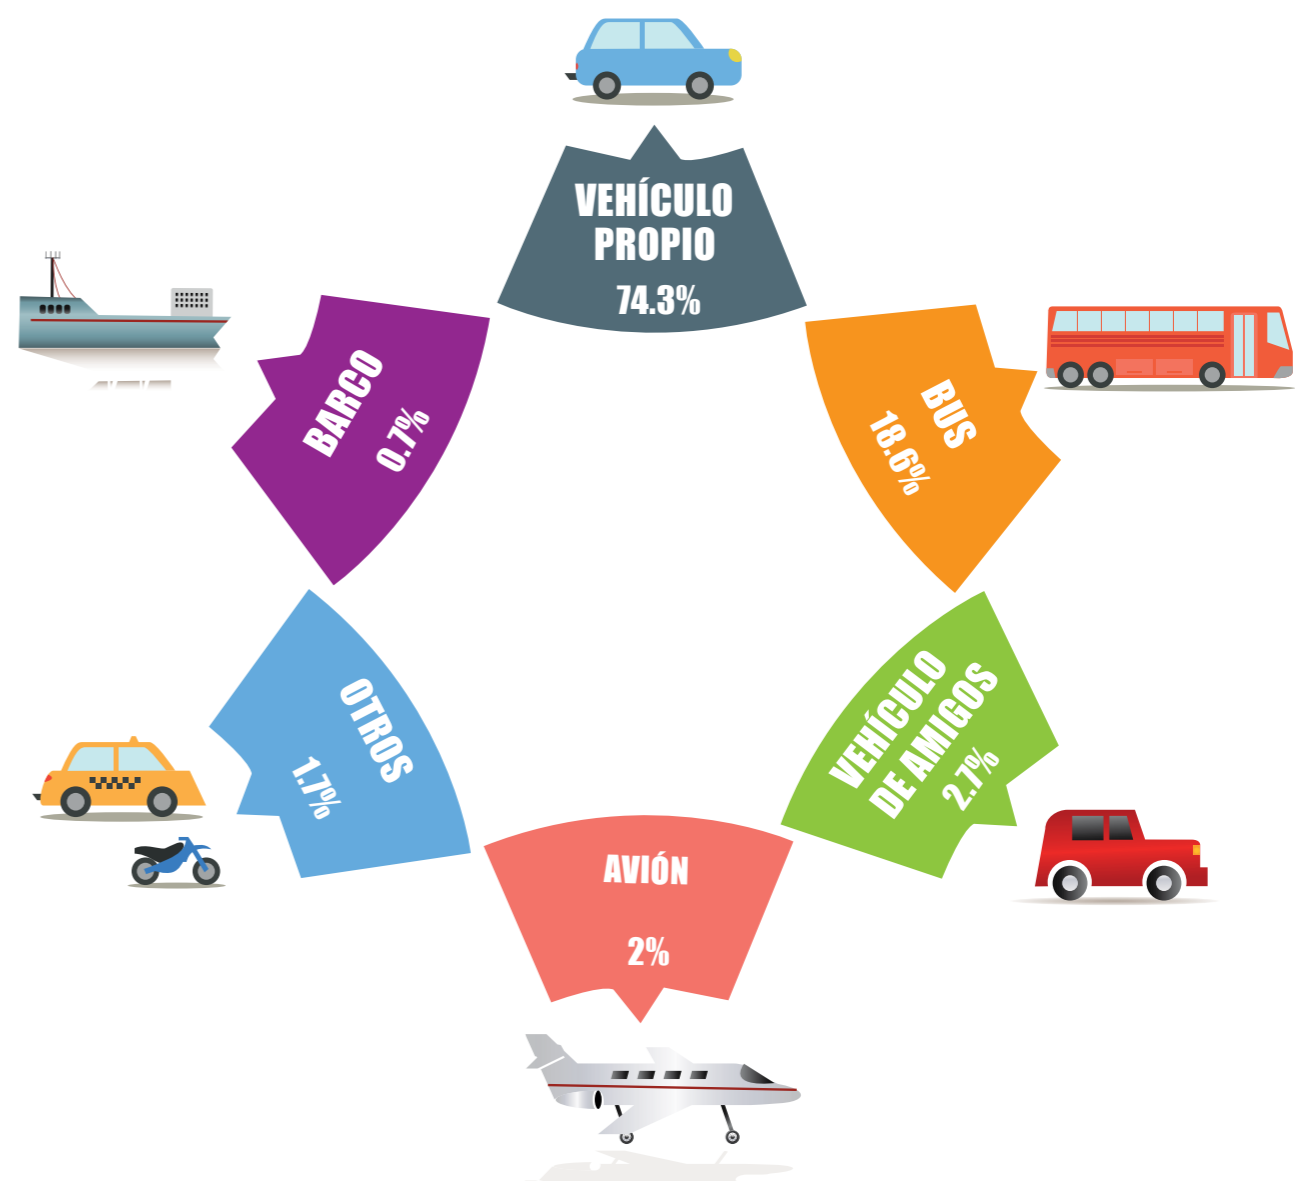 VEHÍCULO
PROPIO
74.3%
BUS
18.6%
VEHÍCULO
DE AMIGOS
2.7%
AVIÓN
2%
OTROS
1.7%
BARCO
0.7%